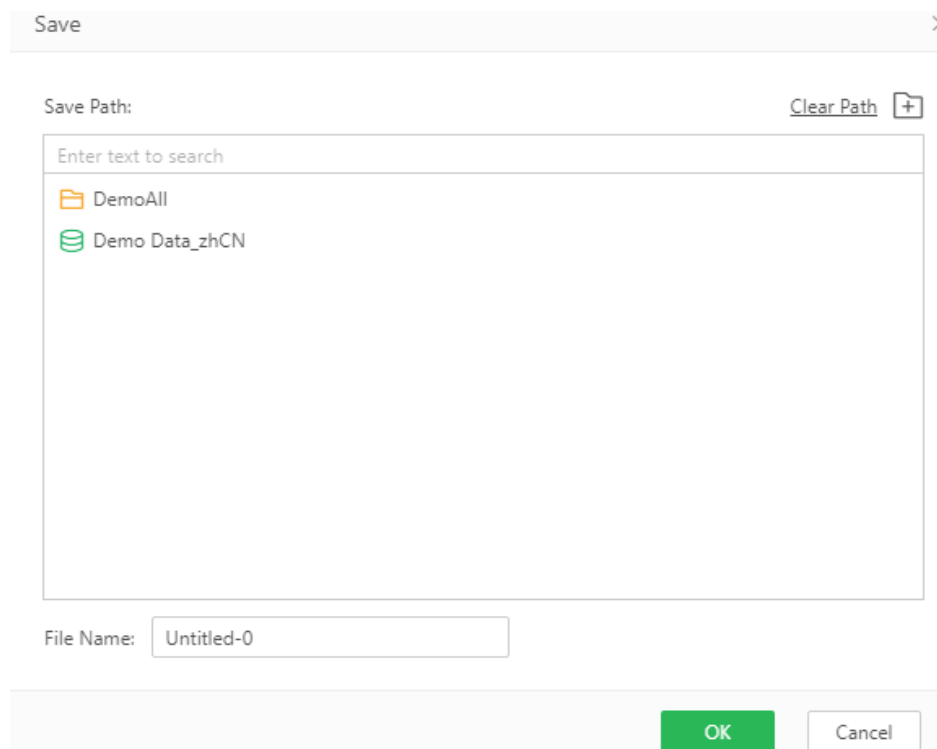 Save
Save Path: Clear Path
Enter text to search
DemoAll
Demo Data_zhCN
File Name: Untitled-0
OK Cancel